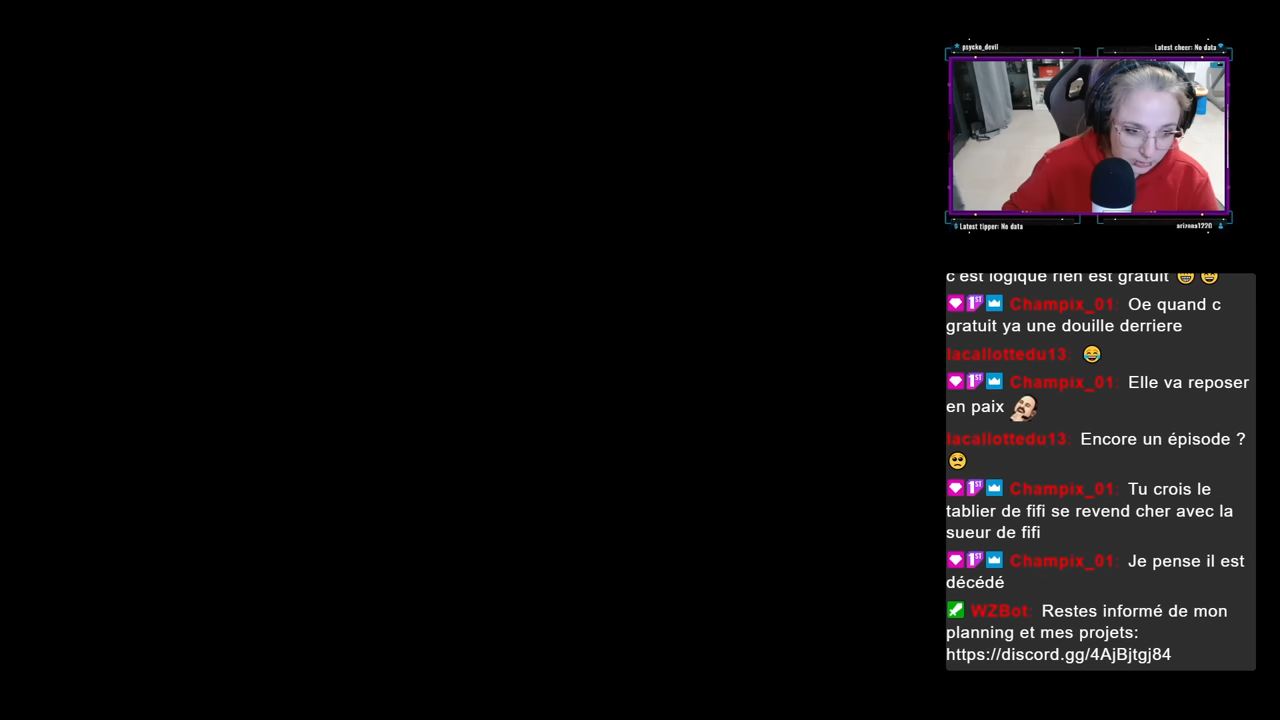 psycko_devil
Latest cheer: No data
Latest tipper: No data
arizona1220
c est logique rien est gratuit
Champix_01: Oe quand c
gratuit ya une douille derriere
lacallottedu13:
Champix_01: Elle va reposer
en paix
lacallottedu13: Encore un épisode ?
Champix_01: Tu crois le
tablier de fifi se revend cher avec la
sueur de fifi
Champix_01: Je pense il est
décédé
WZBot: Restes informé de mon
planning et mes projets:
https://discord.gg/4AjBjtgj84